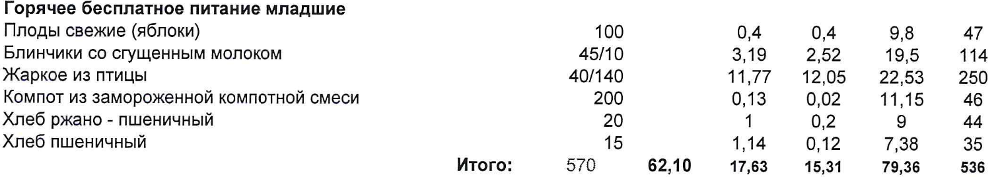 Горячее бесплатное питание младшие
Плоды свежие (яблоки) 100 0,4 0,4 9,8 47
Блинчики со сгущенным молоком 45/10 3,19 2,52 19,5 114
Жаркое из птицы 40/140 11,77 12,05 22,53 250
Компот из замороженной компотной смеси 200 0,13 0,02 11,15 46
Хлеб ржано - пшеничный 20 1 0,2 9 44
Хлеб пшеничный 15 1,14 0,12 7,38 35
Итого: 570 62,10 17,63 15,31 79,36 536